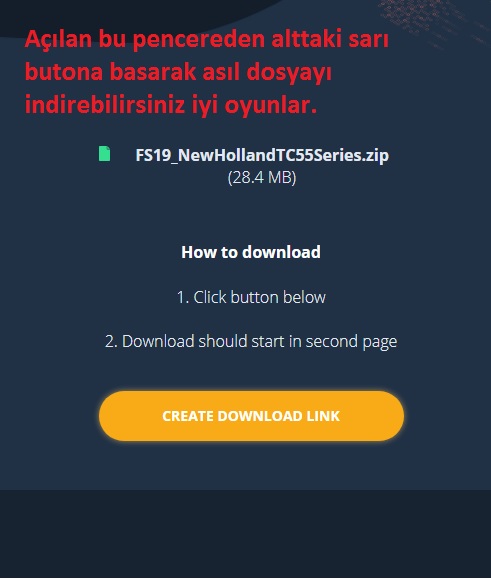 Açılan bu pencereden alttaki sarı
butona basarak asıl dosyayı
indirebilirsiniz iyi oyunlar.
FS19_NewHollandTC55Series.zip
(28.4 MB)
How to download
1. Click button below
2. Download should start in second page
CREATE DOWNLOAD LINK